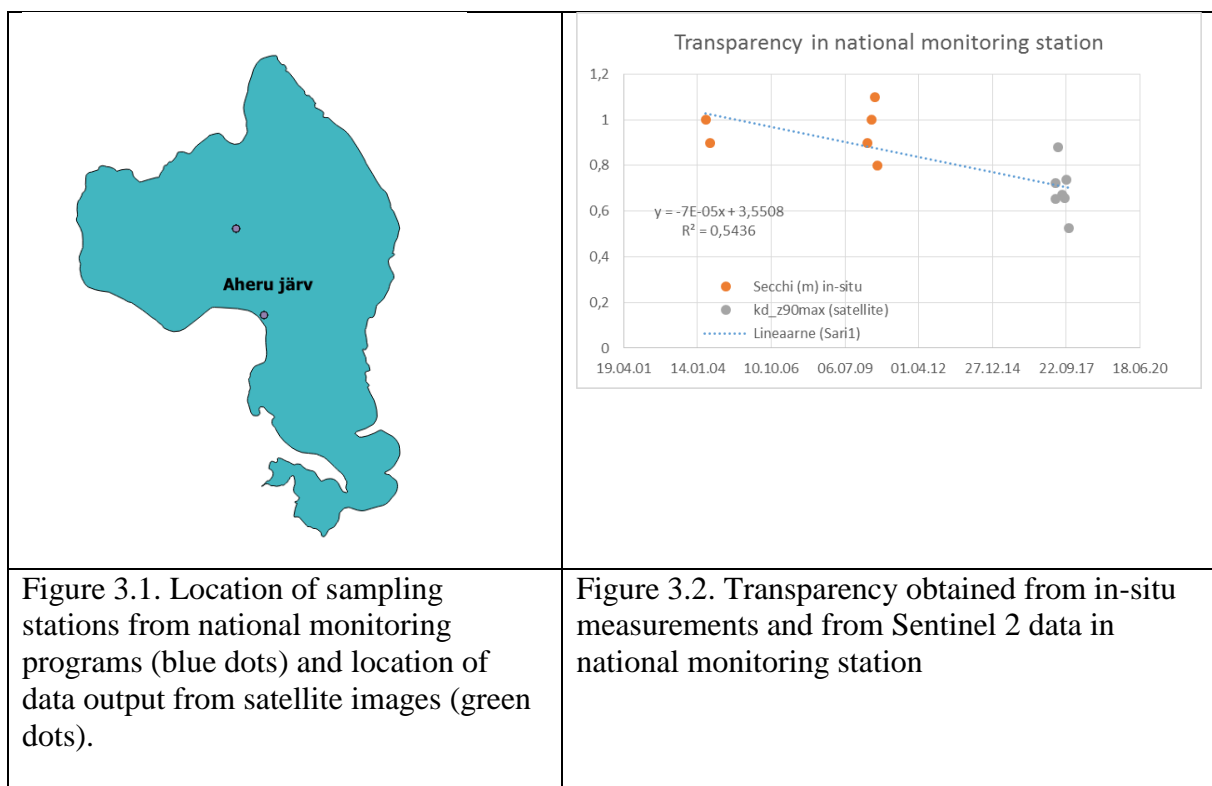 Aheru järv
Transparency in national monitoring station
1,2
1
0,8
0,6
0,4
0,2
0
y = -7E-05x + 3,5508
R² = 0,5436
Secchi (m) in-situ
kd_z90max (satellite)
Lineaarne (Sari1)
19.04.01 14.01.04 10.10.06 06.07.09 01.04.12 27.12.14 22.09.17 18.06.20
Figure 3.1. Location of sampling
stations from national monitoring
programs (blue dots) and location of
data output from satellite images (green
dots).
Figure 3.2. Transparency obtained from in-situ
measurements and from Sentinel 2 data in
national monitoring station